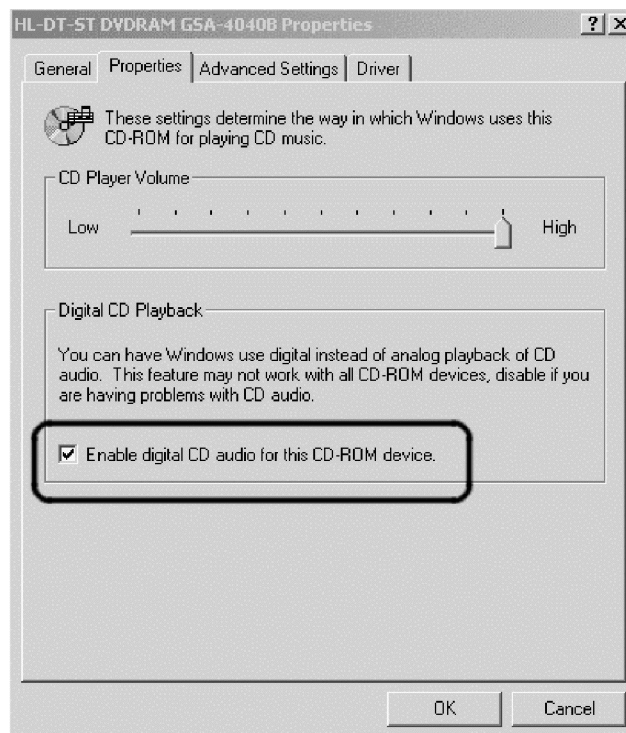 HL-DT-ST DVDRAM GSA-4040B Properties
General Properties Advanced Settings Driver
These settings determine the way in which Windows uses this
CD-ROM for playing CD music.
CD Player Volume
Low High
Digital CD Playback
You can have Windows use digital instead of analog playback of CD
audio. This feature may not work with all CD-ROM devices, disable if you
are having problems with CD audio.
Enable digital CD audio for this CD-ROM device.
OK Cancel